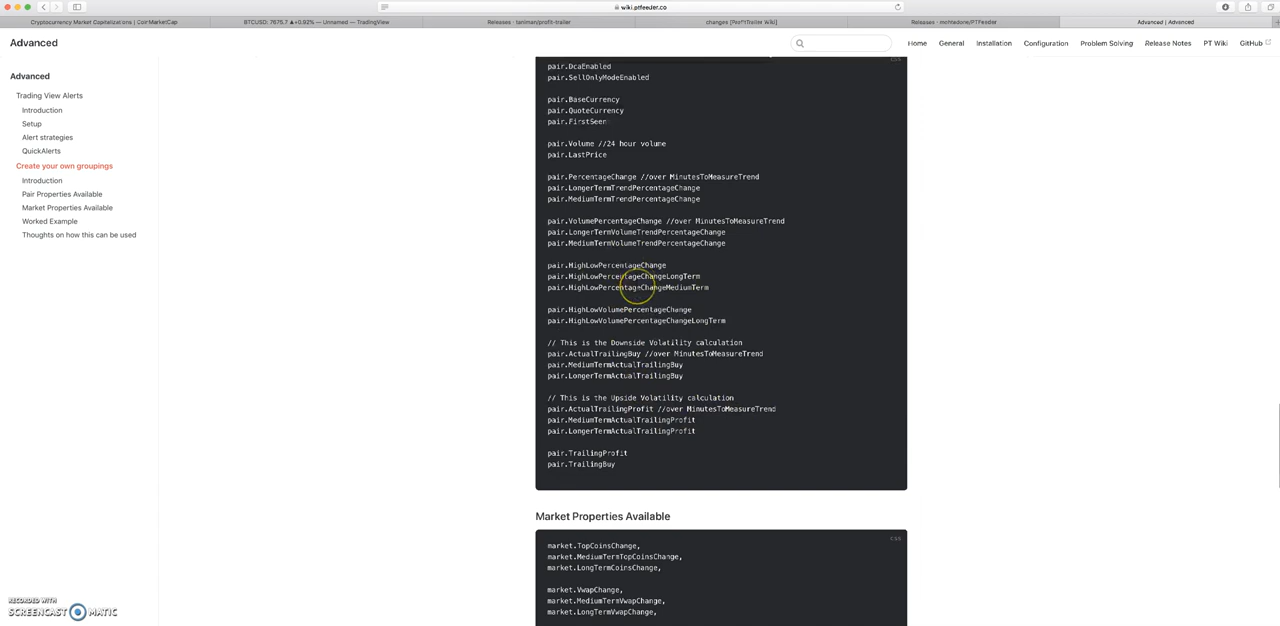 wiki.ptfeeder.co
Cryptocurrency Market Capitalizations | CoinMarketCap
BTCUSD: 7675.7 ▲+0.92% — Unnamed — TradingView
Releases · taniman/profit-trailer
changes [ProfitTrailer Wiki]
Releases · mehtedone/PTFeeder
Advanced | Advanced
Advanced
Home
General
Installation
Configuration
Problem Solving
Release Notes
PT Wiki
GitHub
Advanced
Trading View Alerts
Introduction
Setup
Alert strategies
QuickAlerts
Create your own groupings
Introduction
Pair Properties Available
Market Properties Available
Worked Example
Thoughts on how this can be used
CSS
pair.DcaEnabled
pair.SellOnlyModeEnabled
pair.BaseCurrency
pair.QuoteCurrency
pair.FirstSeen
pair.Volume //24 hour volume
pair.LastPrice
pair.PercentageChange //over MinutesToMeasureTrend
pair.LongerTermTrendPercentageChange
pair.MediumTermTrendPercentageChange
pair.VolumePercentageChange //over MinutesToMeasureTrend
pair.LongerTermVolumeTrendPercentageChange
pair.MediumTermVolumeTrendPercentageChange
pair.HighLowPercentageChange
pair.HighLowPercentageChangeLongTerm
pair.HighLowPercentageChangeMediumTerm
pair.HighLowVolumePercentageChange
pair.HighLowVolumePercentageChangeLongTerm
// This is the Downside Volatility calculation
pair.ActualTrailingBuy //over MinutesToMeasureTrend
pair.MediumTermActualTrailingBuy
pair.LongerTermActualTrailingBuy
// This is the Upside Volatility calculation
pair.ActualTrailingProfit //over MinutesToMeasureTrend
pair.MediumTermActualTrailingProfit
pair.LongerTermActualTrailingProfit
pair.TrailingProfit
pair.TrailingBuy
Market Properties Available
CSS
market.TopCoinsChange,
market.MediumTermTopCoinsChange,
market.LongTermCoinsChange,
market.VwapChange,
market.MediumTermVwapChange,
market.LongTermVwapChange,
RECORDED WITH
SCREENCAST MATIC